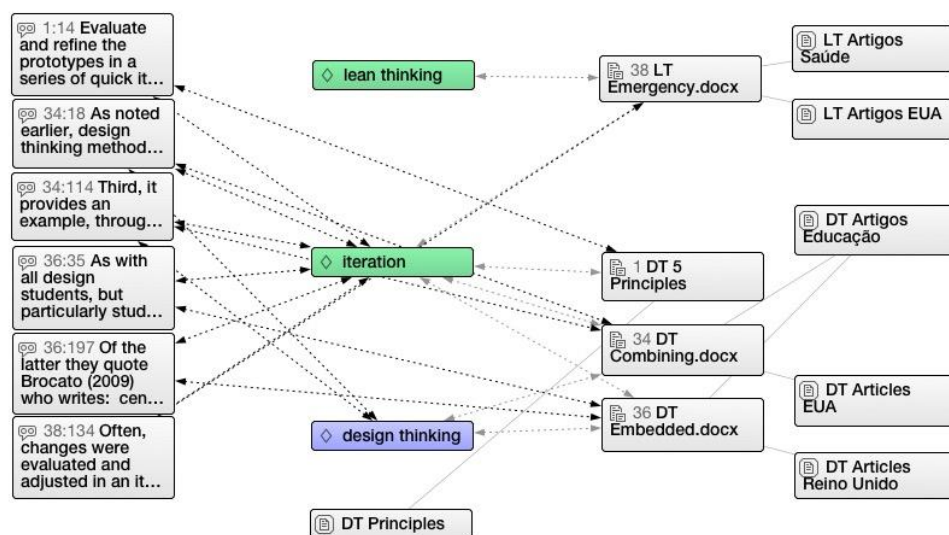 1:14 Evaluate
and refine the
prototypes in a
series of quick it…
34:18 As noted
earlier, design
thinking method…
34:114 Third, it
provides an
example, throug…
36:35 As with
all design
students, but
particularly stud…
36:197 Of the
latter they quote
Brocato (2009)
who writes: cen…
38:134 Often,
changes were
evaluated and
adjusted in an it…
lean thinking
iteration
design thinking
DT Principles
38 LT
Emergency.docx
1 DT 5
Principles
34 DT
Combining.docx
36 DT
Embedded.docx
LT Artigos
Saúde
LT Artigos EUA
DT Artigos
Educação
DT Articles
EUA
DT Articles
Reino Unido